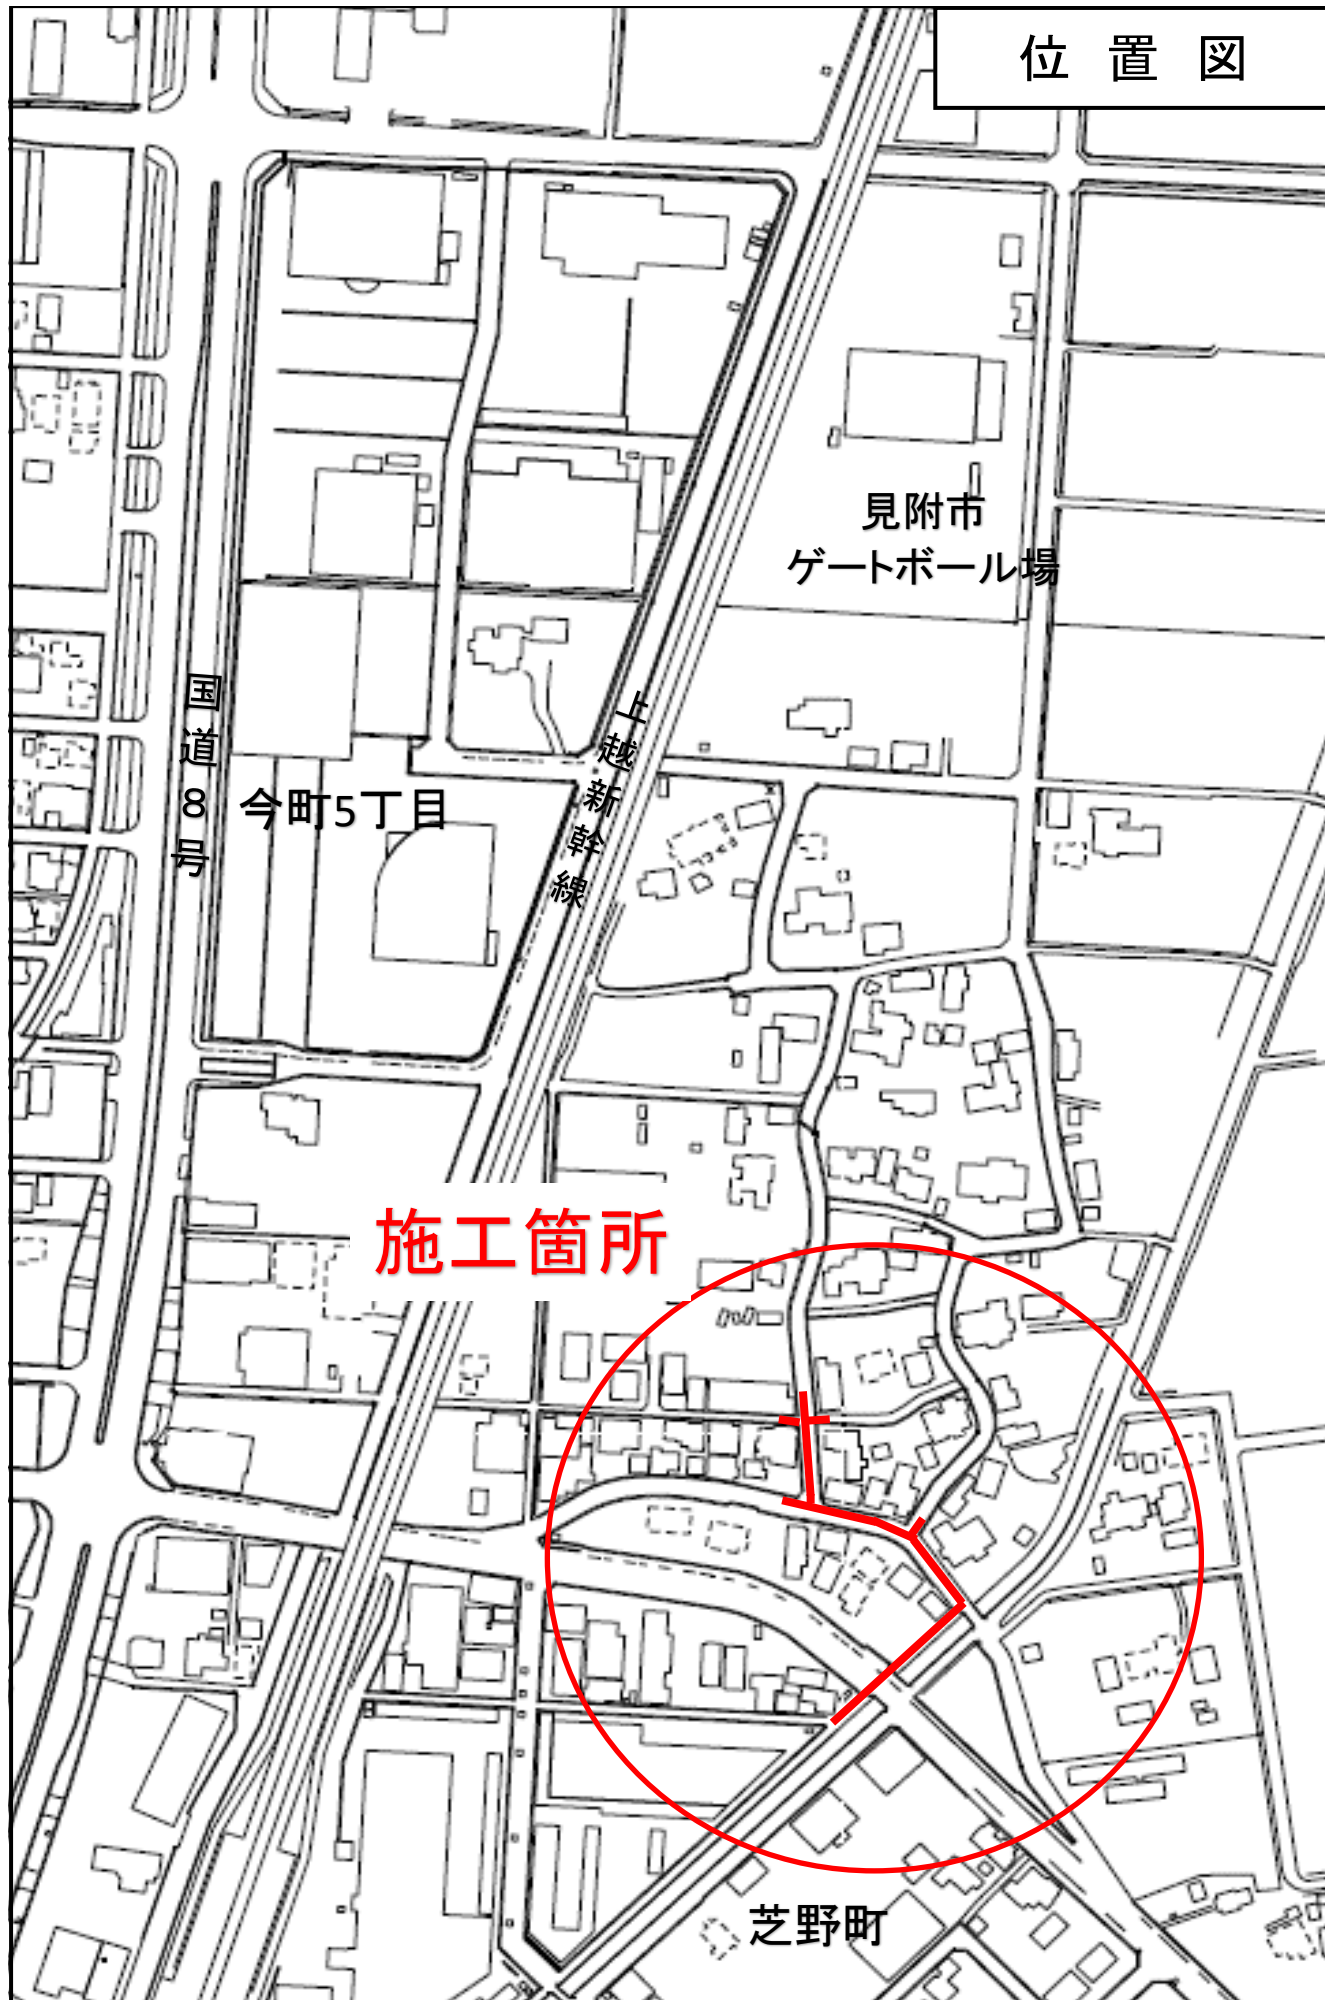 位 置 図
見附市
ゲートボール場
国道8号
上越新幹線
今町5丁目
施工箇所
芝野町